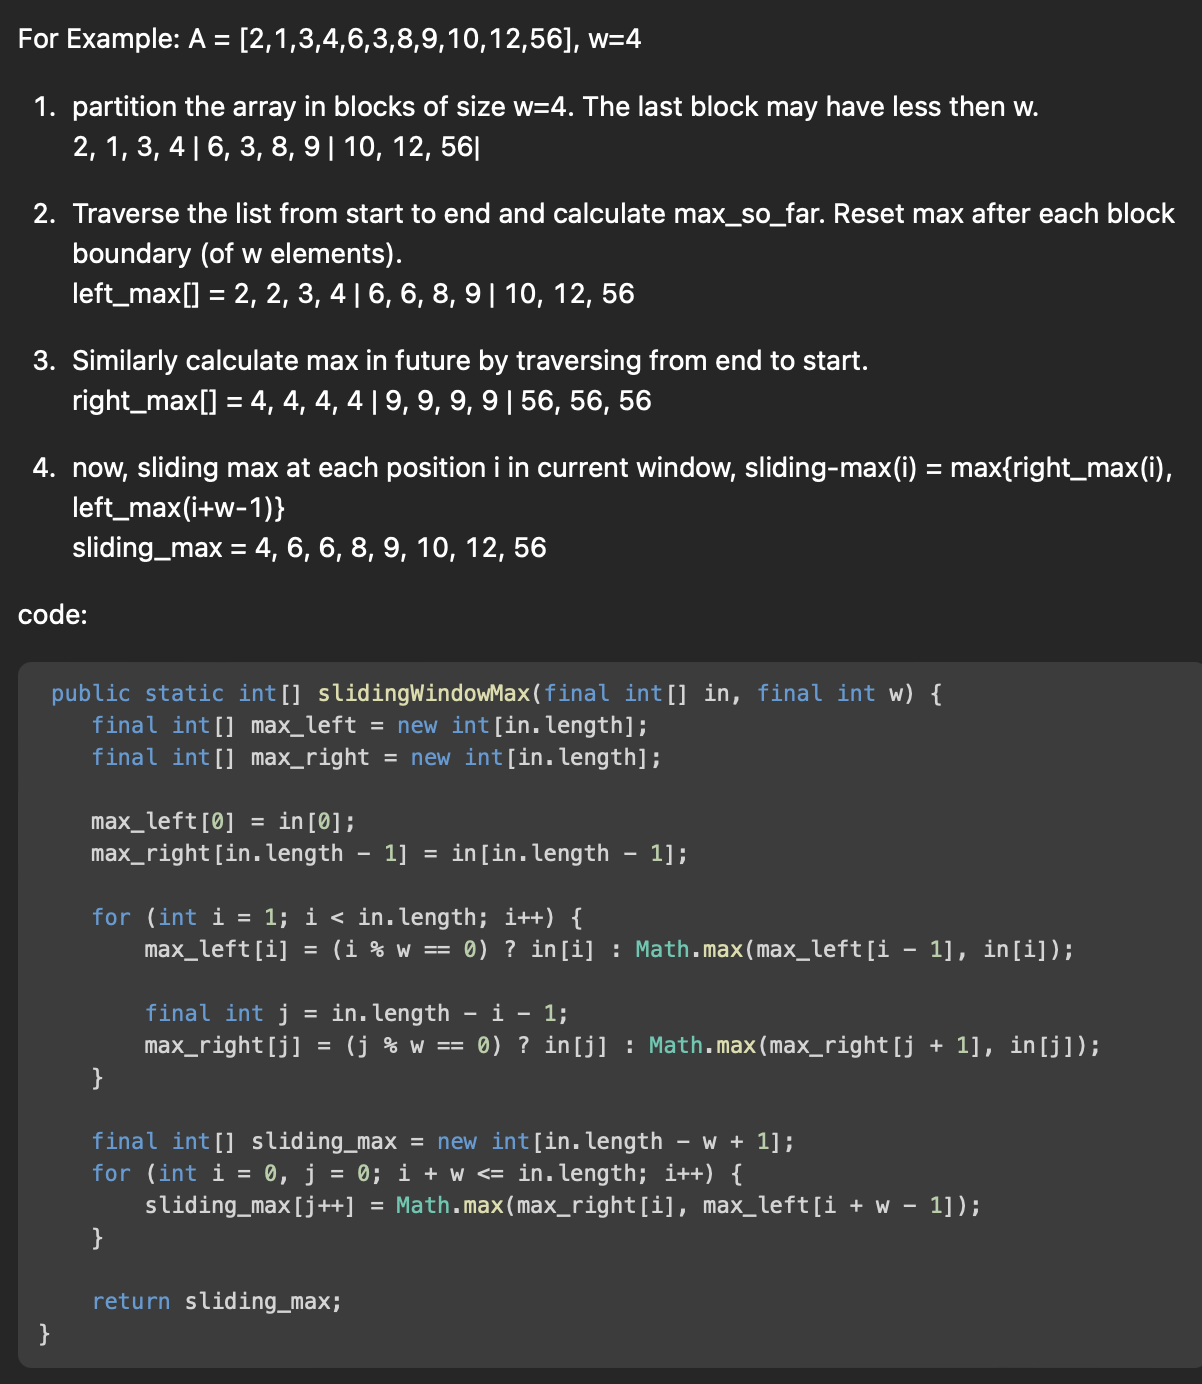 For Example: A = [2,1,3,4,6,3,8,9,10,12,56], w=4
1. partition the array in blocks of size w=4. The last block may have less then w.
2, 1, 3, 4 | 6, 3, 8, 9 | 10, 12, 56|
2. Traverse the list from start to end and calculate max_so_far. Reset max after each block
boundary (of w elements).
left_max[] = 2, 2, 3, 4 | 6, 6, 8, 9 | 10, 12, 56
3. Similarly calculate max in future by traversing from end to start.
right_max[] = 4, 4, 4, 4 | 9, 9, 9, 9 | 56, 56, 56
4. now, sliding max at each position i in current window, sliding-max(i) = max{right_max(i),
left_max(i+w-1)}
sliding_max = 4, 6, 6, 8, 9, 10, 12, 56
code:
public static int[] slidingWindowMax(final int[] in, final int w) {
    final int[] max_left = new int[in.length];
    final int[] max_right = new int[in.length];

    max_left[0] = in[0];
    max_right[in.length - 1] = in[in.length - 1];

    for (int i = 1; i < in.length; i++) {
        max_left[i] = (i % w == 0) ? in[i] : Math.max(max_left[i - 1], in[i]);

        final int j = in.length - i - 1;
        max_right[j] = (j % w == 0) ? in[j] : Math.max(max_right[j + 1], in[j]);
    }

    final int[] sliding_max = new int[in.length - w + 1];
    for (int i = 0, j = 0; i + w <= in.length; i++) {
        sliding_max[j++] = Math.max(max_right[i], max_left[i + w - 1]);
    }

    return sliding_max;
}